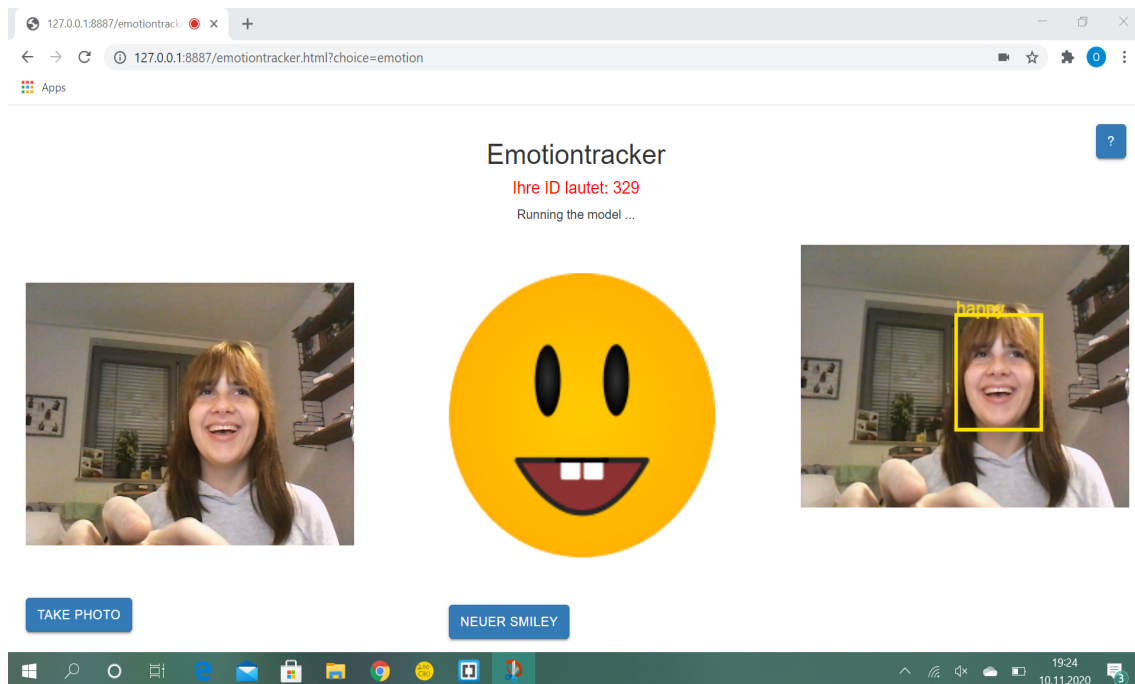 127.0.0.1:8887/emotiontrack
127.0.0.1:8887/emotiontracker.html?choice=emotion
O
Apps
?
Emotiontracker
Ihre ID lautet: 329
Running the model ...
happy
TAKE PHOTO
NEUER SMILEY
19:24
10.11.2020
3